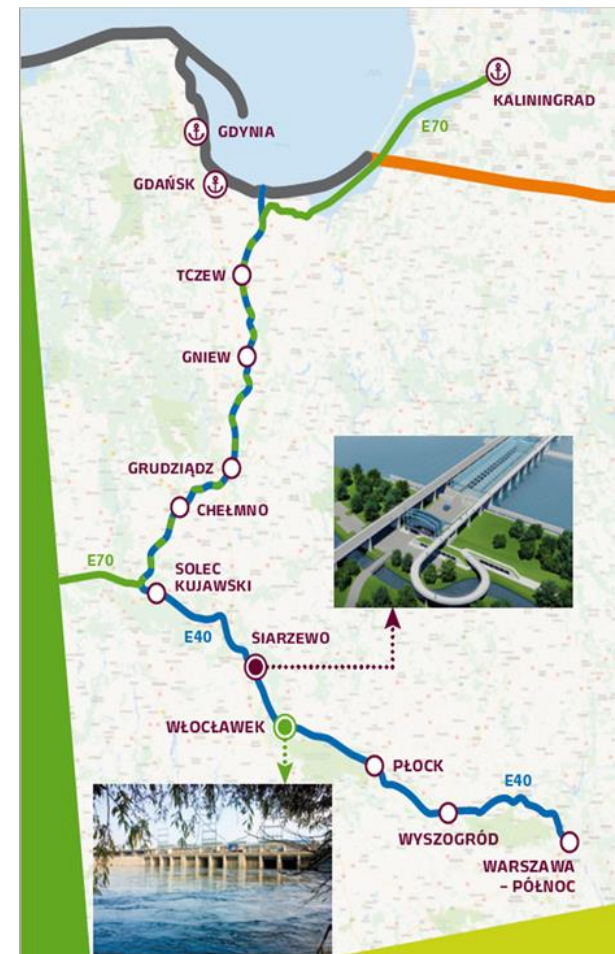 KALININGRAD
E70
GDYNIA
GDAŃSK
TCZEW
GNIEW
GRUDZIĄDZ
CHEŁMNO
E70
SOLEC
KUJAWSKI
E40
SIARZEWO
WŁOCŁAWEK
PŁOCK
E40
WYSZOGRÓD
WARSZAWA
– PÓŁNOC